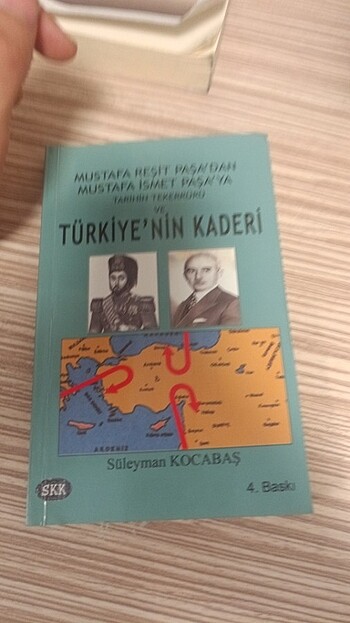 MUSTAFA REŞİT PAŞA'DAN
MUSTAFA İSMET PAŞA'YA
TARİHİN TEKERRÜRÜ
VE
TÜRKİYE'NİN KADERİ
AKDENİZ
Süleyman KOCABAŞ
SKK
4. Baskı